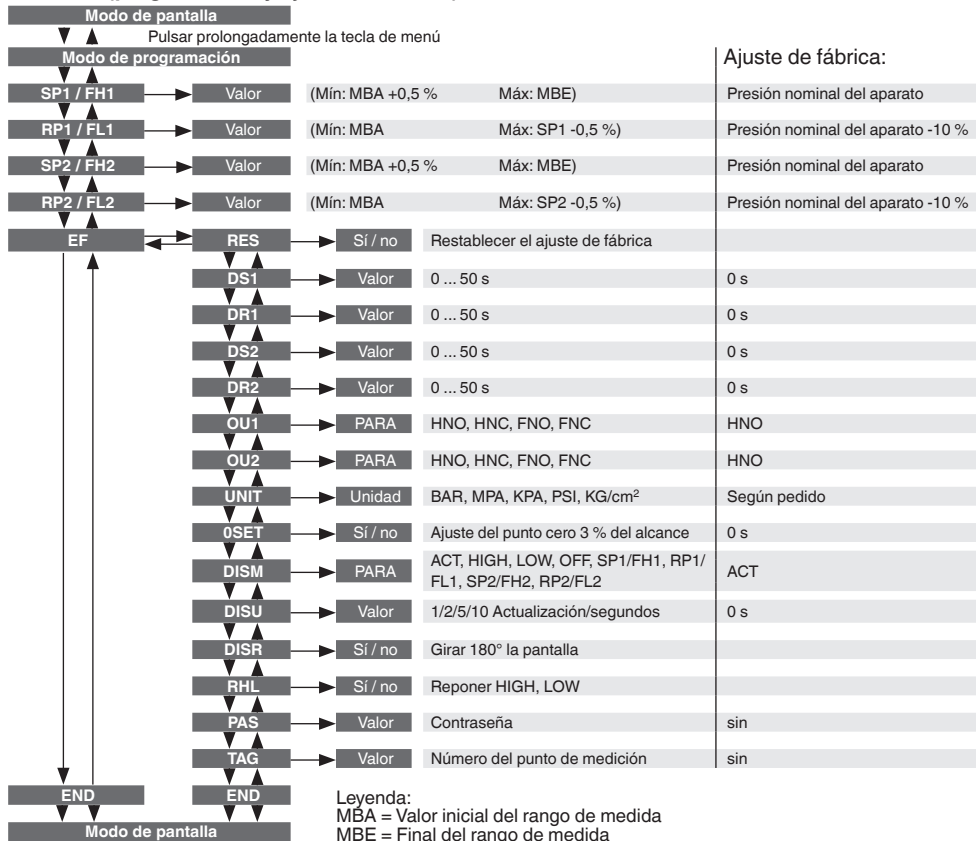 Modo de pantalla
Pulsar prolongadamente la tecla de menú
Modo de programación Ajuste de fábrica:
SP1 / FH1 Valor (Mín: MBA +0,5 % Máx: MBE) Presión nominal del aparato
RP1 / FL1 Valor (Mín: MBA Máx: SP1 -0,5 %) Presión nominal del aparato -10 %
SP2 / FH2 Valor (Mín: MBA +0,5 % Máx: MBE) Presión nominal del aparato
RP2 / FL2 Valor (Mín: MBA Máx: SP2 -0,5 %) Presión nominal del aparato -10 %
EF RES Sí / no Restablecer el ajuste de fábrica
DS1 Valor 0 ... 50 s 0 s
DR1 Valor 0 ... 50 s 0 s
DS2 Valor 0 ... 50 s 0 s
DR2 Valor 0 ... 50 s 0 s
OU1 PARA HNO, HNC, FNO, FNC HNO
OU2 PARA HNO, HNC, FNO, FNC HNO
UNIT Unidad BAR, MPA, KPA, PSI, KG/cm² Según pedido
0SET Sí / no Ajuste del punto cero 3 % del alcance 0 s
DISM PARA ACT, HIGH, LOW, OFF, SP1/FH1, RP1/
FL1, SP2/FH2, RP2/FL2 ACT
DISU Valor 1/2/5/10 Actualización/segundos 0 s
DISR Sí / no Girar 180° la pantalla
RHL Sí / no Reponer HIGH, LOW
PAS Valor Contraseña sin
TAG Valor Número del punto de medición sin
END END Leyenda:
MBA = Valor inicial del rango de medida
Modo de pantalla MBE = Final del rango de medida